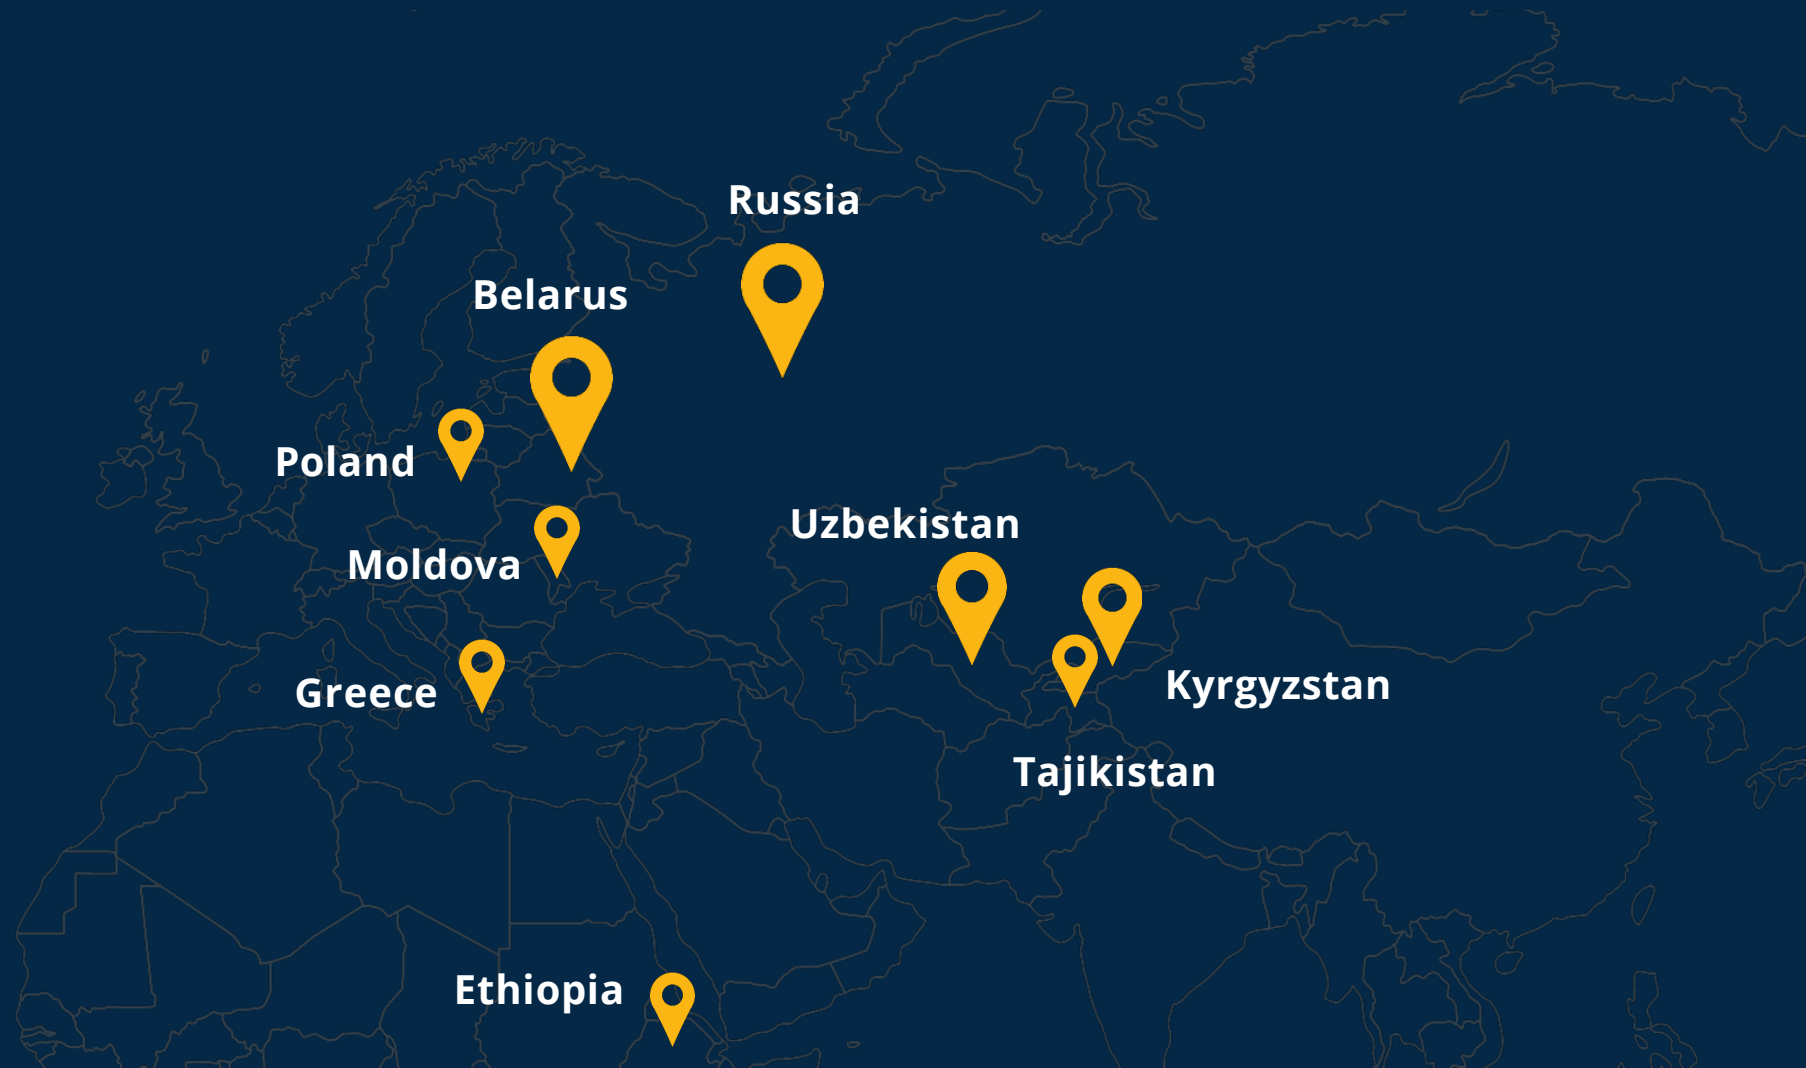 Russia
Belarus
Poland
Uzbekistan
Moldova
Kyrgyzstan
Greece
Tajikistan
Ethiopia